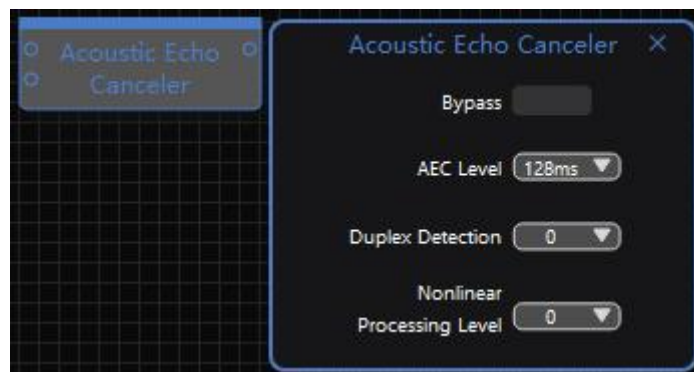 Acoustic Echo
Canceler
Acoustic Echo Canceler
Bypass
AEC Level 128ms
Duplex Detection 0
Nonlinear
Processing Level 0